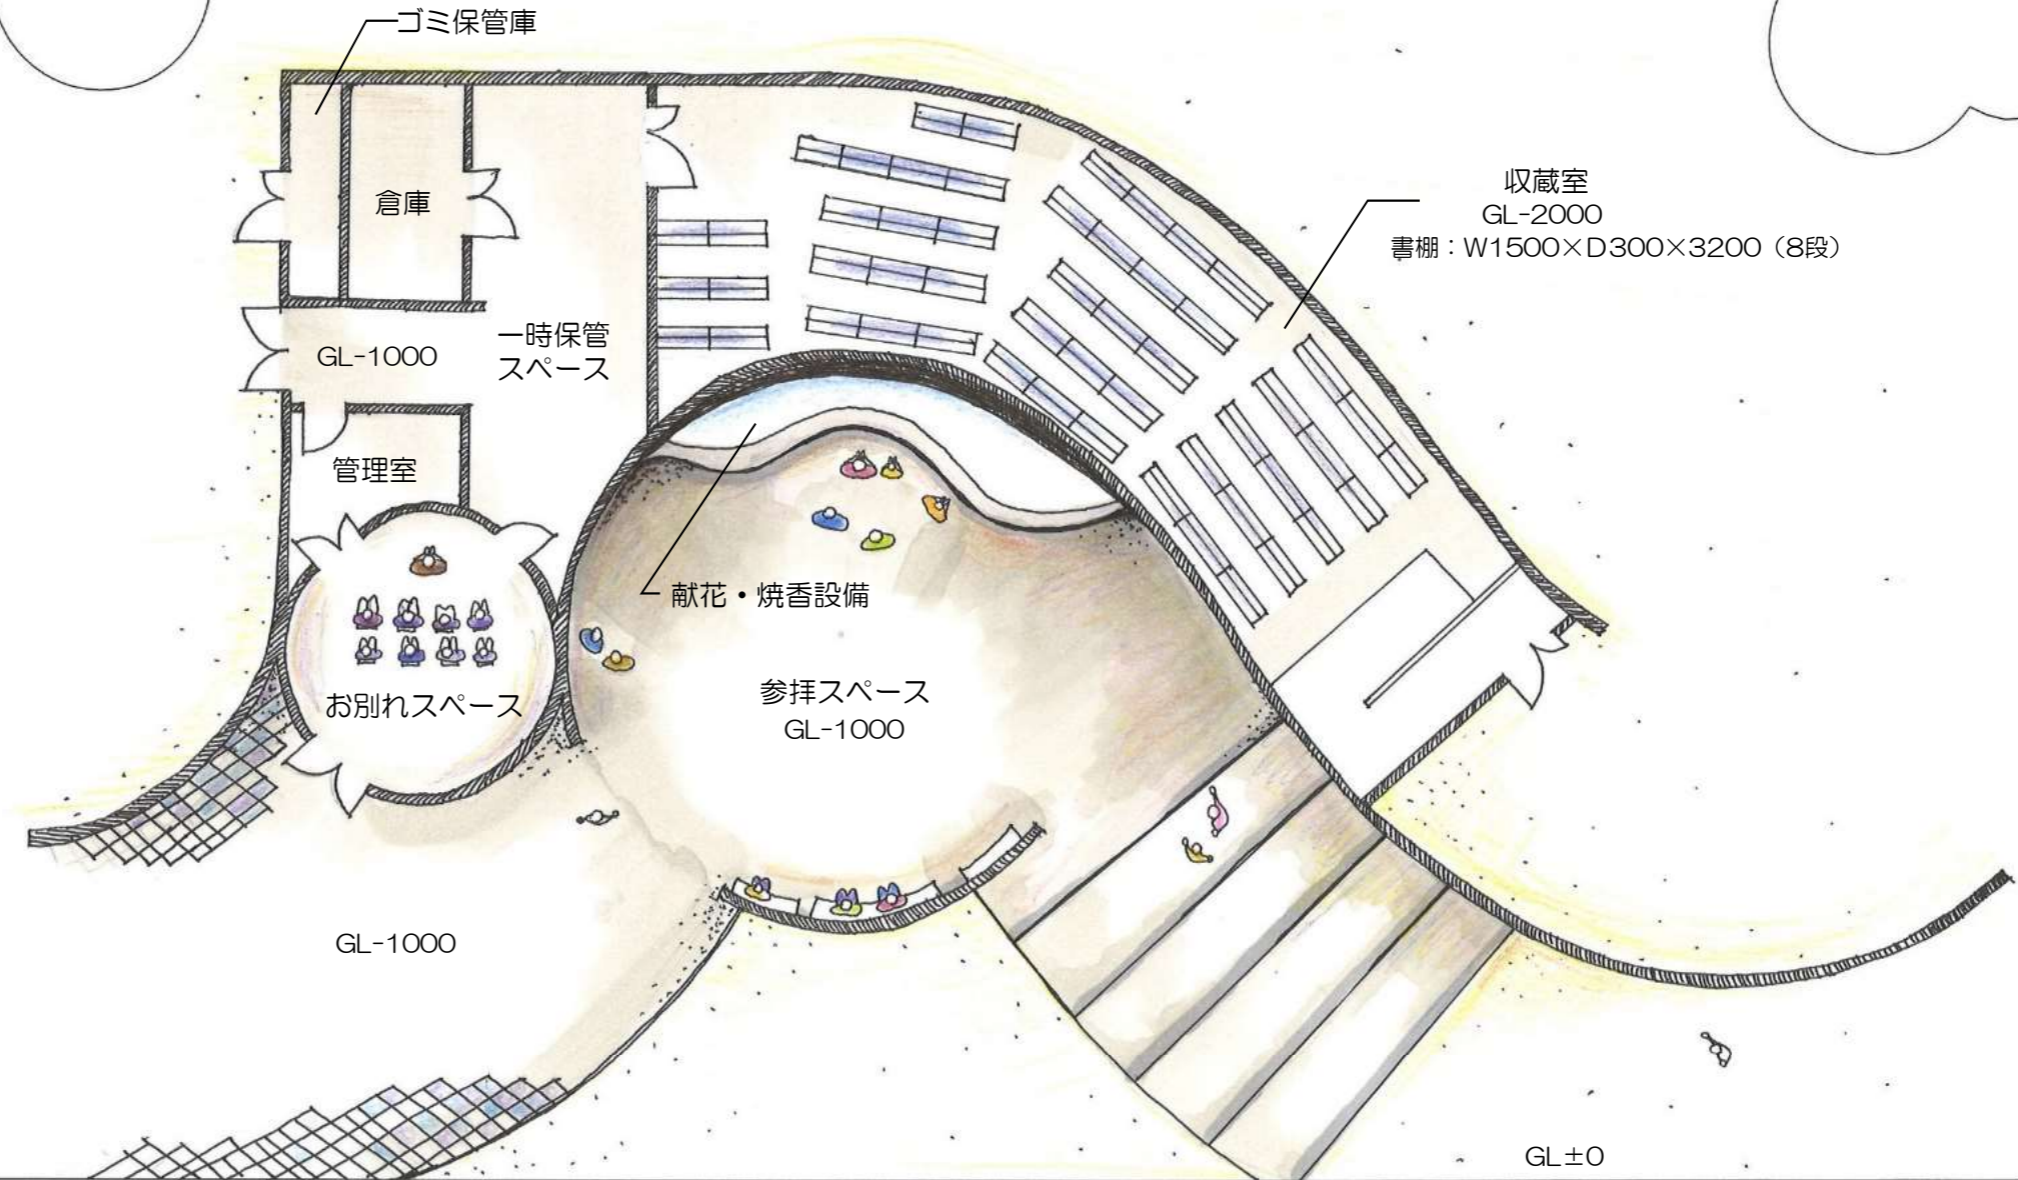 ゴミ保管庫
収蔵室
GL-2000
書棚：W1500×D300×3200（8段）
倉庫
一時保管
スペース
GL-1000
管理室
献花・焼香設備
お別れスペース
参拝スペース
GL-1000
GL-1000
GL±0